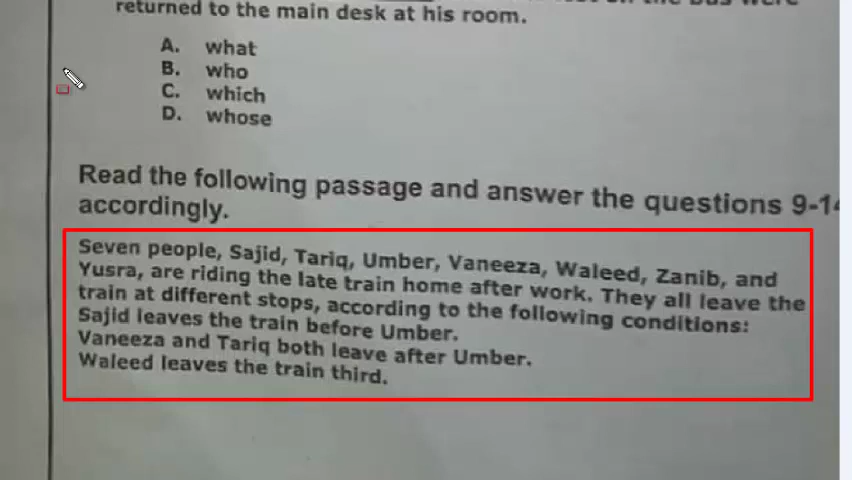 returned to the main desk at his room.
A. what
B. who
C. which
D. whose
Read the following passage and answer the questions 9-14
accordingly.
Seven people, Sajid, Tariq, Umber, Vaneeza, Waleed, Zanib, and
Yusra, are riding the late train home after work. They all leave the
train at different stops, according to the following conditions:
Sajid leaves the train before Umber.
Vaneeza and Tariq both leave after Umber.
Waleed leaves the train third.